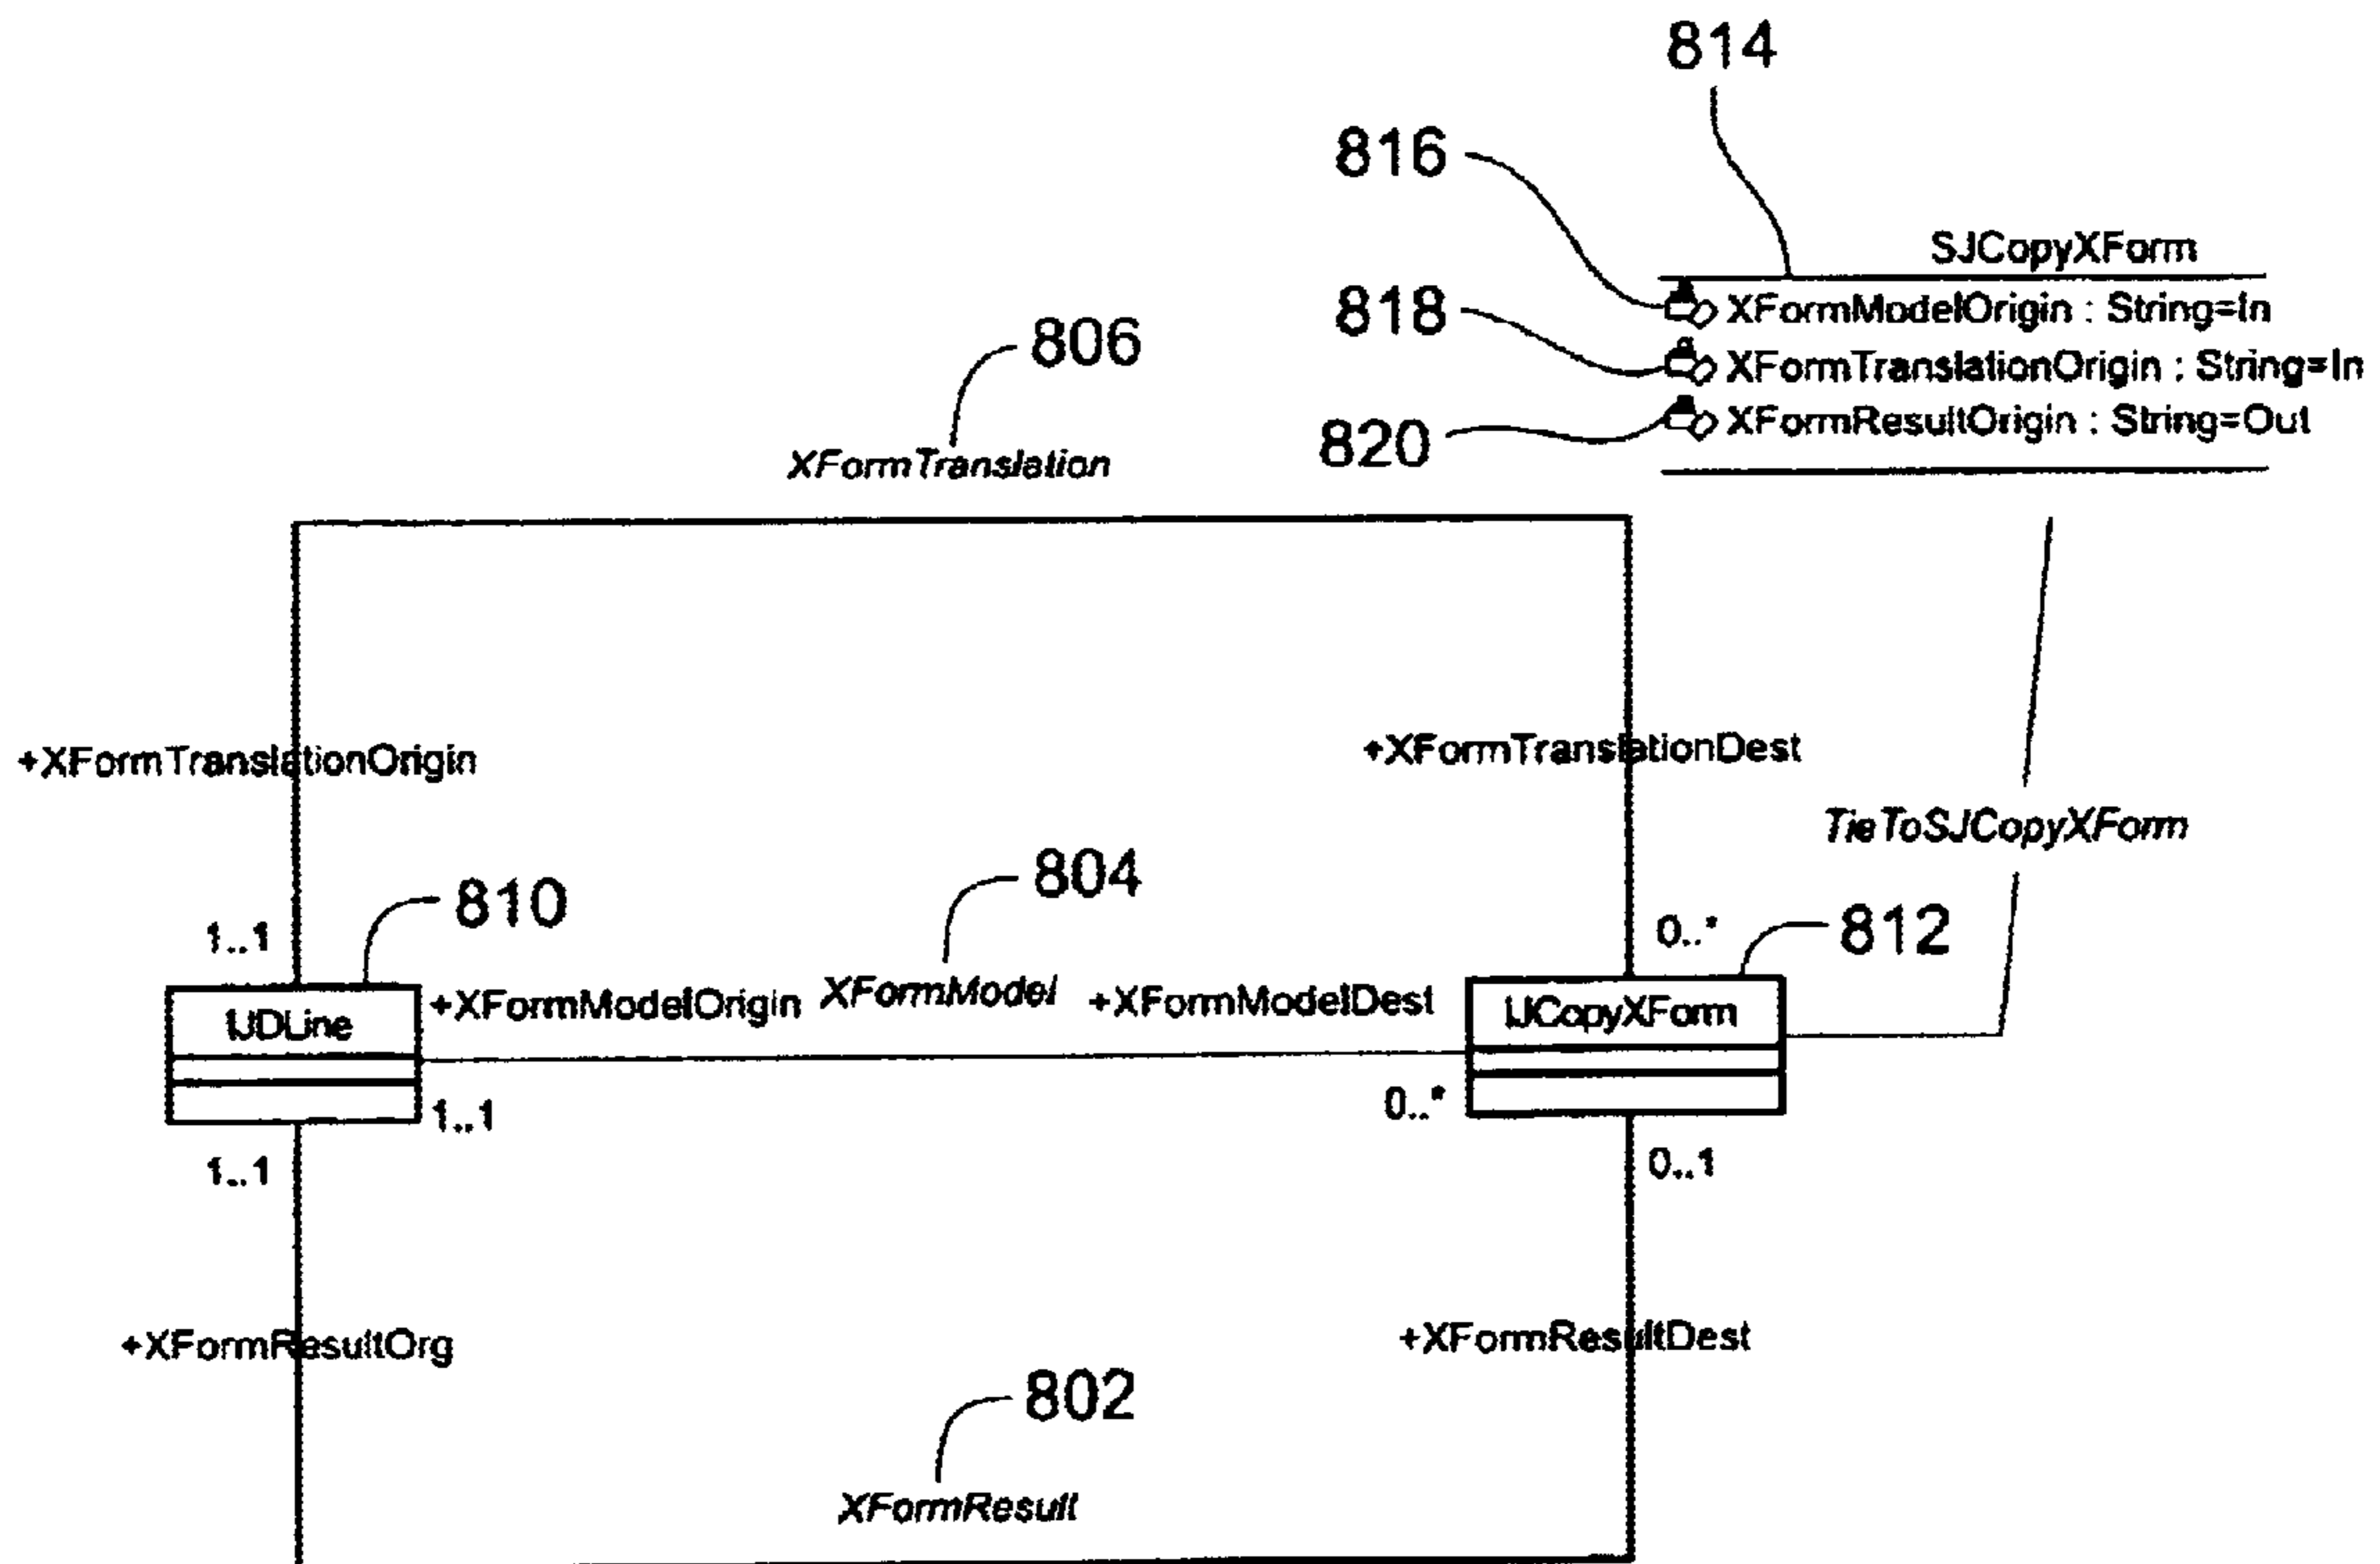 814
816
SJCopyXForm
XFormModelOrigin : String=In
818
806
XFormTranslationOrigin : String=In
820
XFormResultOrigin : String=Out
XFormTranslation
+XFormTranslationOrigin
+XFormTranslationDest
TieToSJCopyXForm
804
810
1..1
0..*
812
+XFormModelOrigin
XFormModel
+XFormModelDest
IJDLine
IJCopyXForm
1..1
0..*
1..1
0..1
+XFormResultOrg
+XFormResultDest
802
XFormResult